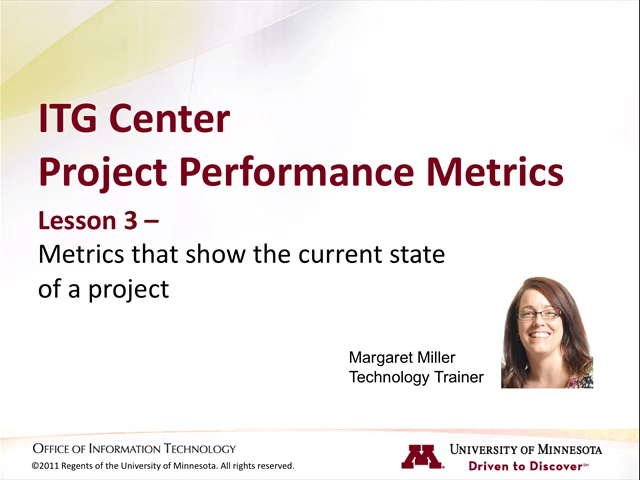 ITG Center
Project Performance Metrics
Lesson 3 –
Metrics that show the current state
of a project
Margaret Miller
Technology Trainer
OFFICE OF INFORMATION TECHNOLOGY
©2011 Regents of the University of Minnesota. All rights reserved.
M
UNIVERSITY OF MINNESOTA
Driven to Discover℠